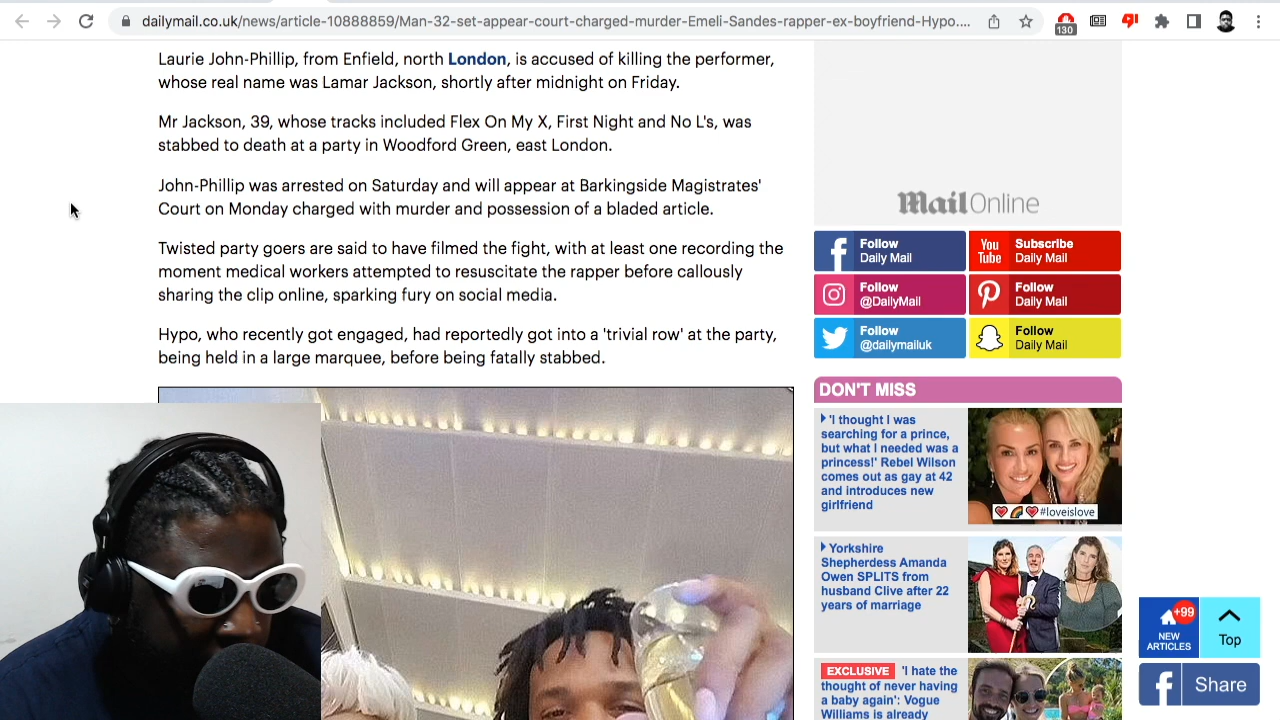 dailymail.co.uk/news/article-10888859/Man-32-set-appear-court-charged-murder-Emeli-Sandes-rapper-ex-boyfriend-Hypo....
130
Laurie John-Phillip, from Enfield, north London, is accused of killing the performer,
whose real name was Lamar Jackson, shortly after midnight on Friday.
Mr Jackson, 39, whose tracks included Flex On My X, First Night and No L's, was
stabbed to death at a party in Woodford Green, east London.
John-Phillip was arrested on Saturday and will appear at Barkingside Magistrates'
Court on Monday charged with murder and possession of a bladed article.
Twisted party goers are said to have filmed the fight, with at least one recording the
moment medical workers attempted to resuscitate the rapper before callously
sharing the clip online, sparking fury on social media.
Hypo, who recently got engaged, had reportedly got into a 'trivial row' at the party,
being held in a large marquee, before being fatally stabbed.
Mail Online
Follow
Daily Mail
You
Tube
Subscribe
Daily Mail
Follow
@DailyMail
Follow
Daily Mail
Follow
@dailymailuk
Follow
Daily Mail
DON'T MISS
'I thought I was
searching for a prince,
but what I needed was a
princess!' Rebel Wilson
comes out as gay at 42
and introduces new
girlfriend
#loveislove
Yorkshire
Shepherdess Amanda
Owen SPLITS from
husband Clive after 22
years of marriage
EXCLUSIVE 'I hate the
thought of never having
a baby again': Vogue
Williams is already
+99
NEW
ARTICLES
Top
Share